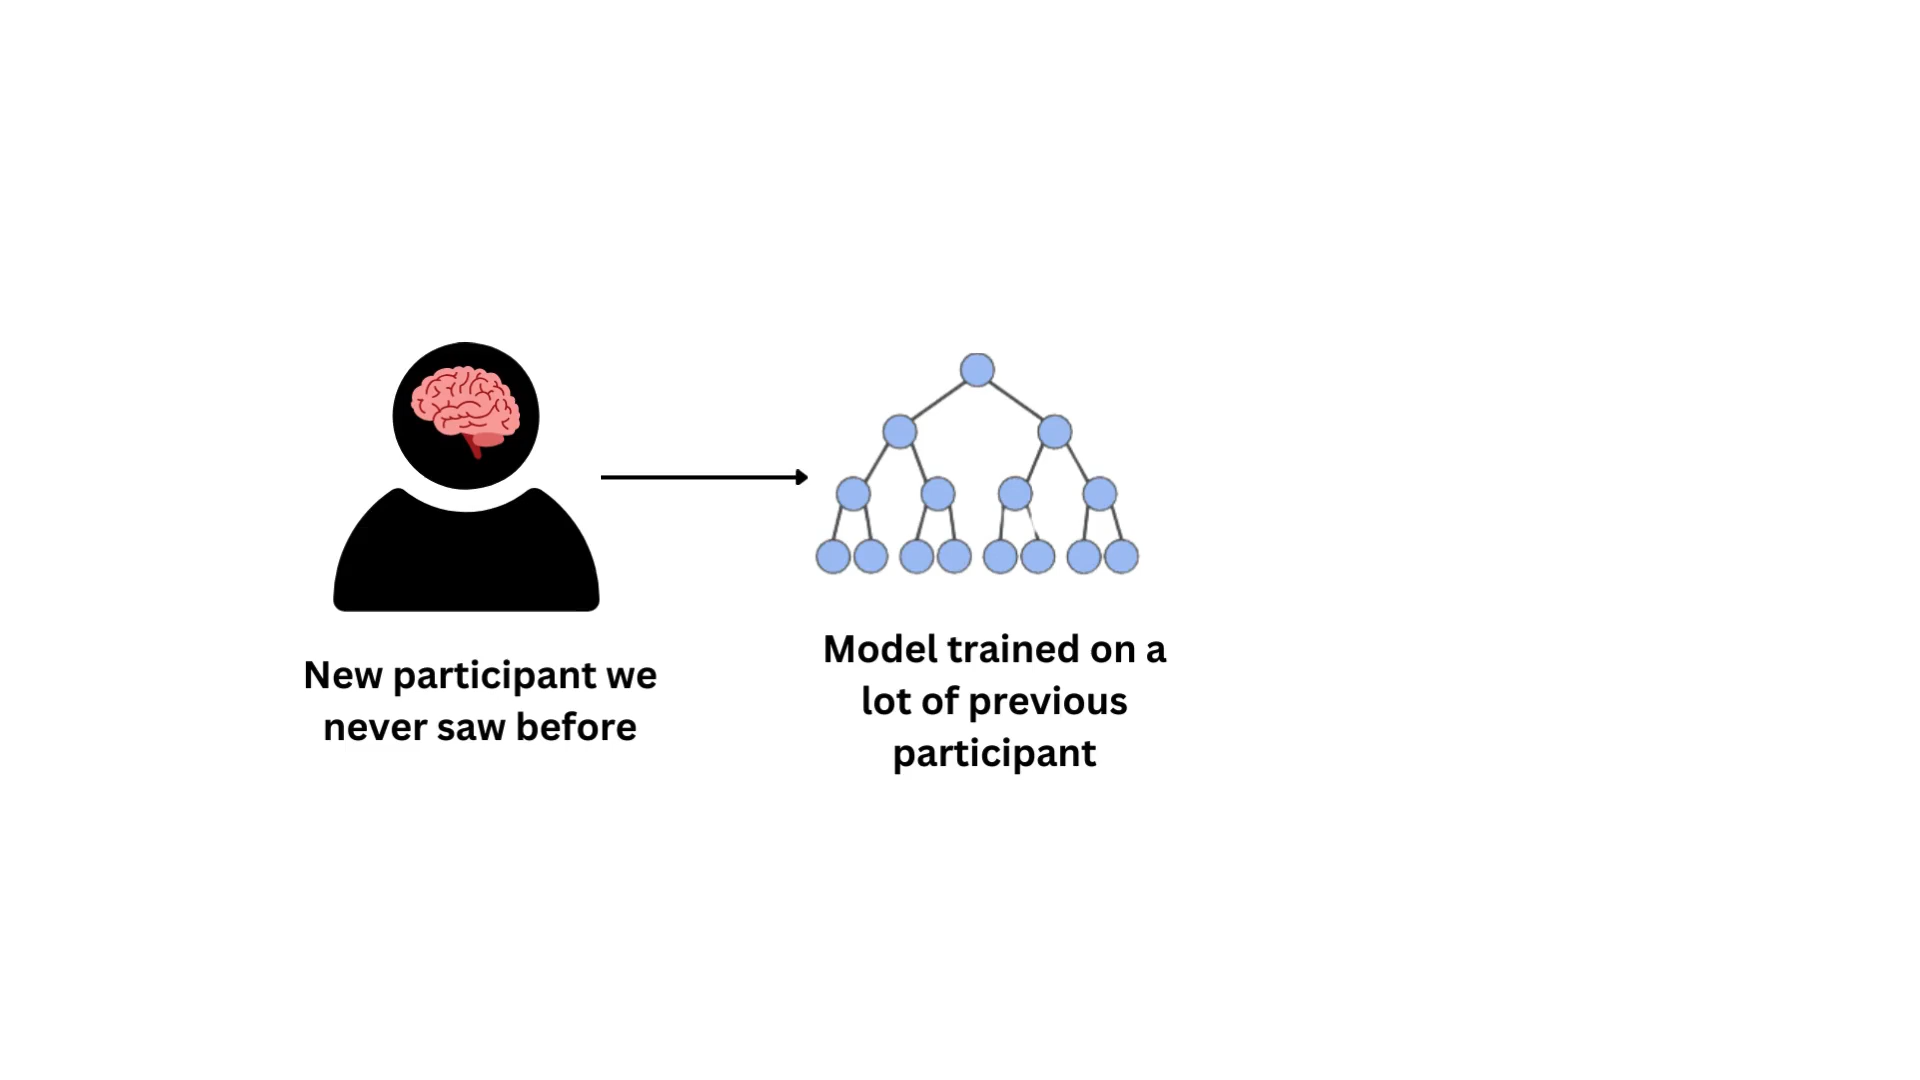 New participant we
never saw before
Model trained on a
lot of previous
participant